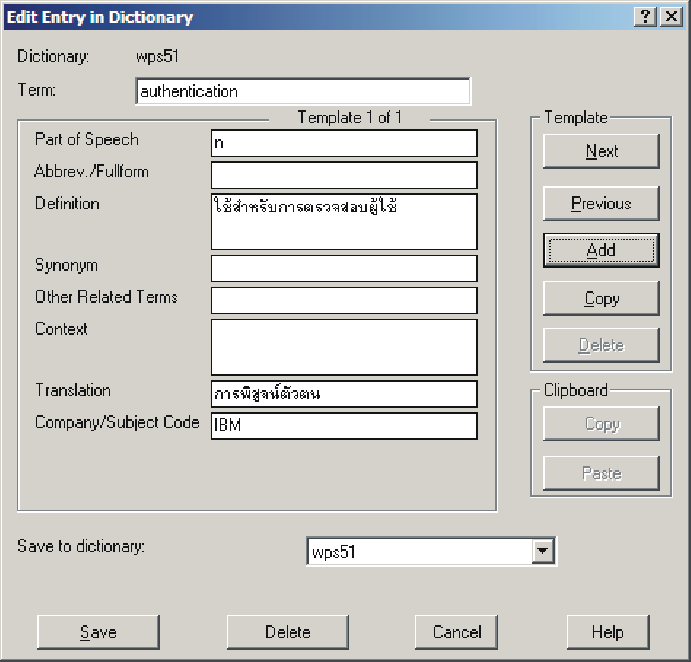 Edit Entry in Dictionary
Dictionary: wps51
Term: authentication
Template 1 of 1
Part of Speech n
Abbrev./Fullform
Definition ใช้สำหรับการตรวจสอบผู้ใช้
Synonym
Other Related Terms
Context
Translation การพิสูจน์ตัวตน
Company/Subject Code IBM
Template
Next
Previous
Add
Copy
Delete
Clipboard
Copy
Paste
Save to dictionary: wps51
Save Delete Cancel Help